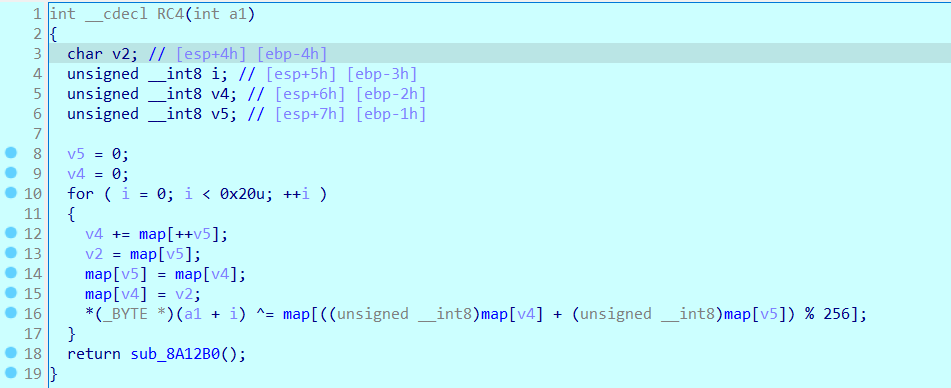 1 int __cdecl RC4(int a1)
2 {
3   char v2; // [esp+4h] [ebp-4h]
4   unsigned __int8 i; // [esp+5h] [ebp-3h]
5   unsigned __int8 v4; // [esp+6h] [ebp-2h]
6   unsigned __int8 v5; // [esp+7h] [ebp-1h]
7
8   v5 = 0;
9   v4 = 0;
10   for ( i = 0; i < 0x20u; ++i )
11   {
12     v4 += map[++v5];
13     v2 = map[v5];
14     map[v5] = map[v4];
15     map[v4] = v2;
16     *(_BYTE *)(a1 + i) ^= map[((unsigned __int8)map[v4] + (unsigned __int8)map[v5]) % 256];
17   }
18   return sub_8A12B0();
19 }